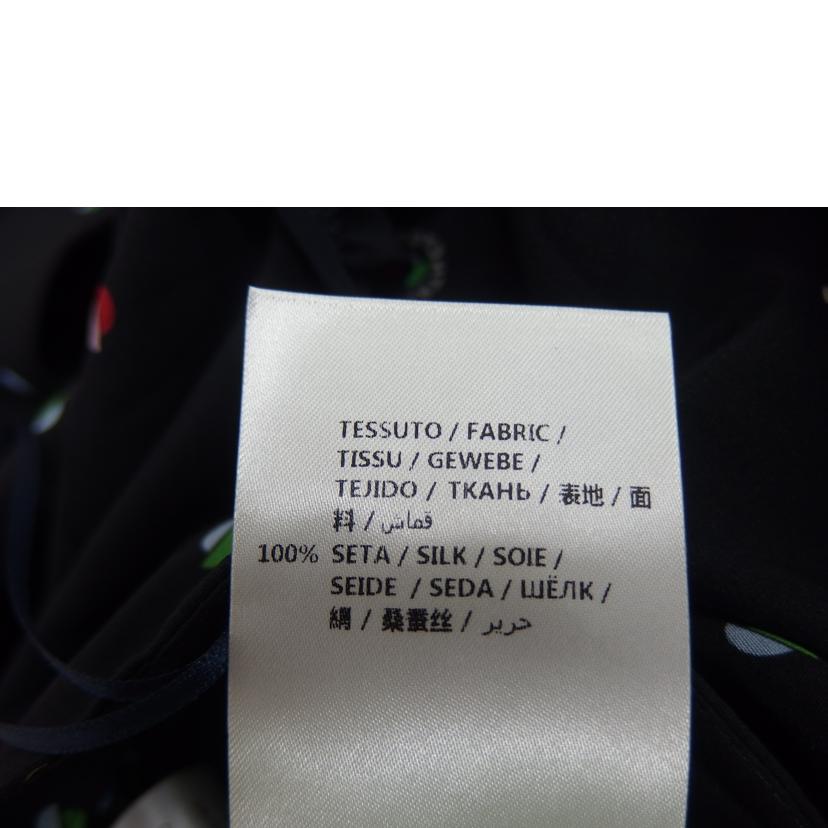 TESSUTO / FABRIC /
TISSU / GEWEBE /
TEJIDO / ТКАНЬ / 表地 / 面
料 / قماش
100% SETA / SILK / SOIE /
SEIDE / SEDA / ШЁЛК /
絹 / 桑蚕丝 / حرير